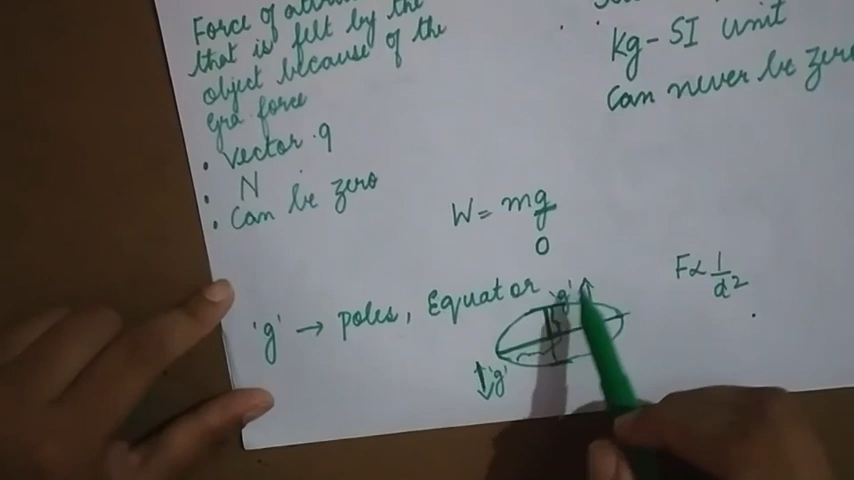 Force of
that is felt by the
object because of the
gra force
• Vector q
• N
• Can be zero
Kg - SI unit
Can never be zero
W = mg
0
F∝ 1/d²
'g' → poles, Equator
'g' ↑
↓ 'g'